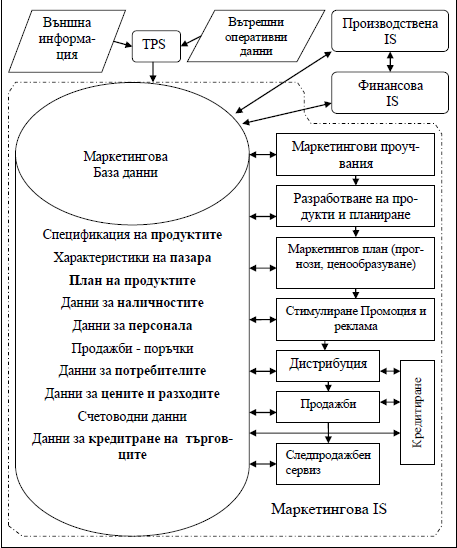 Външна
информа-
ция
TPS
Вътрешни
оперативни
данни
Производствена
IS
Финансова
IS
Маркетингова
База данни
Спецификация на продуктите
Характеристики на пазара
План на продуктите
Данни за наличностите
Данни за персонала
Продажби - поръчки
Данни за потребителите
Данни за цените и разходите
Счетоводни данни
Данни за кредитране на търгов-
ците
Маркетингови проуч-
вания
Разработване на про-
дукти и планиране
Маркетингов план (прог-
нози, ценообразуване)
Стимулиране Промоция и
реклама
Дистрибуция
Продажби
Следпродажбен
сервиз
Кредитиране
Маркетингова IS